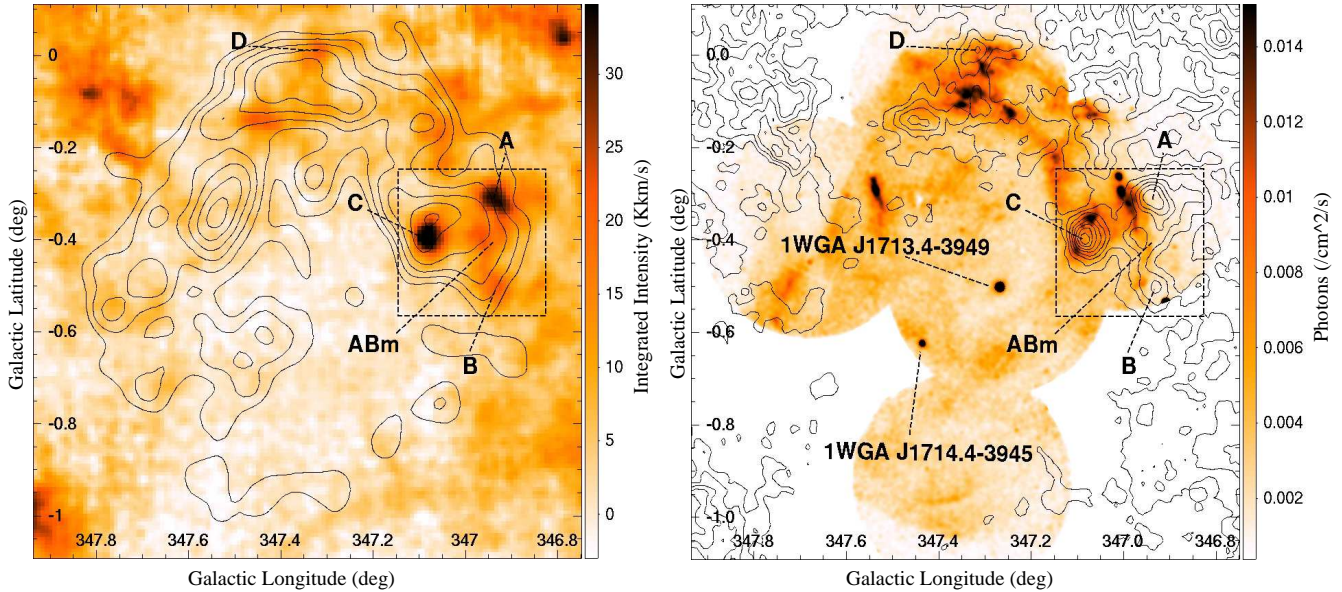 D
A
C
ABm
B
0
-0.2
-0.4
-0.6
-0.8
-1
347.8
347.6
347.4
347.2
347
346.8
Galactic Latitude (deg)
Galactic Longitude (deg)
30
25
20
15
10
5
0
Integrated Intensity (Kkm/s)
D
A
C
1WGA J1713.4-3949
ABm
B
1WGA J1714.4-3945
0.0
-0.2
-0.4
-0.6
-0.8
-1.0
347.8
347.6
347.4
347.2
347.0
346.8
Galactic Latitude (deg)
Galactic Longitude (deg)
0.014
0.012
0.01
0.008
0.006
0.004
0.002
Photons (/cm^2/s)